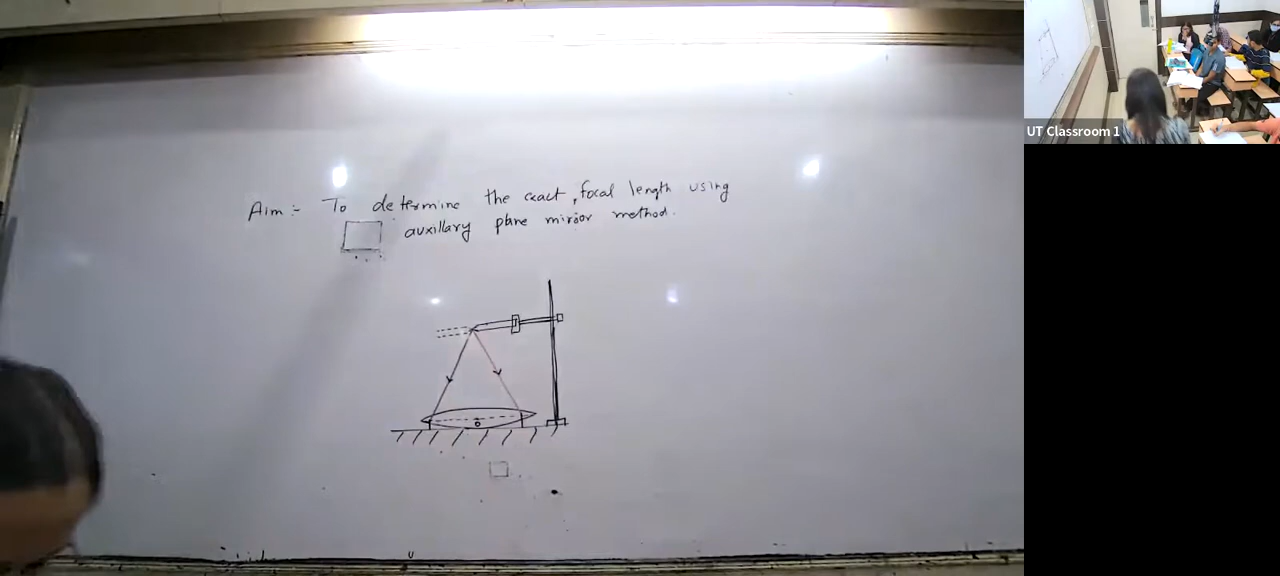 Aim :- To determine the exact, focal length using
auxillary plane mirror method.
O
UT Classroom 1